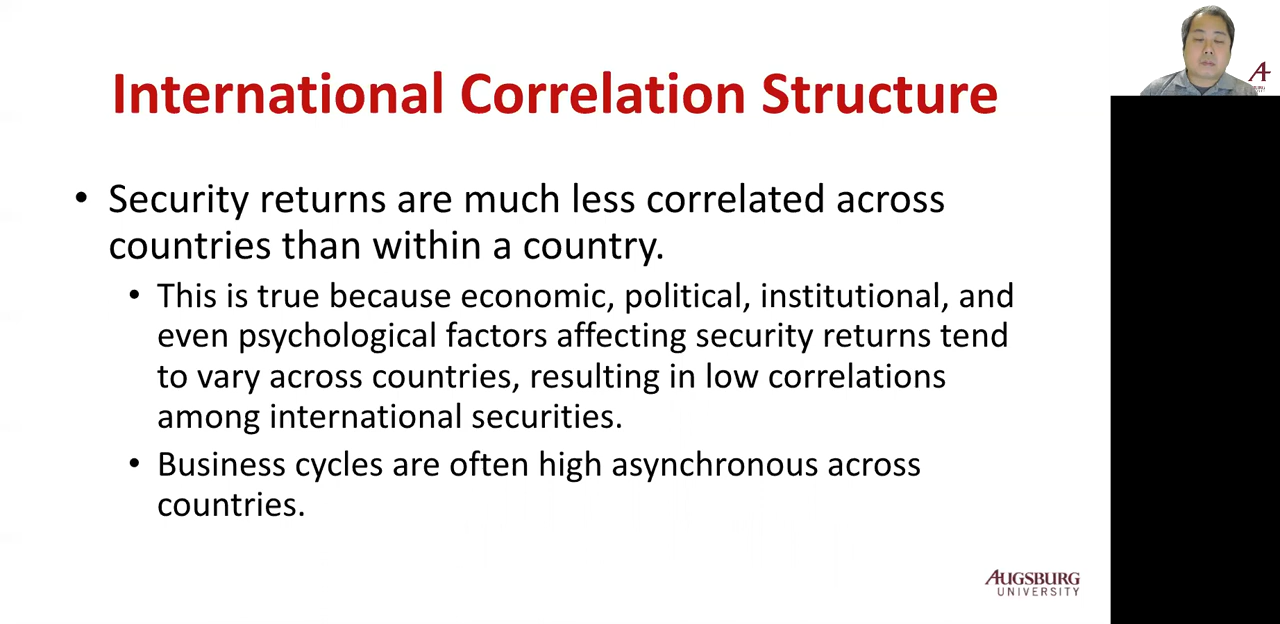 International Correlation Structure
• Security returns are much less correlated across
countries than within a country.
• This is true because economic, political, institutional, and
even psychological factors affecting security returns tend
to vary across countries, resulting in low correlations
among international securities.
• Business cycles are often high asynchronous across
countries.
AUGSBURG
UNIVERSITY